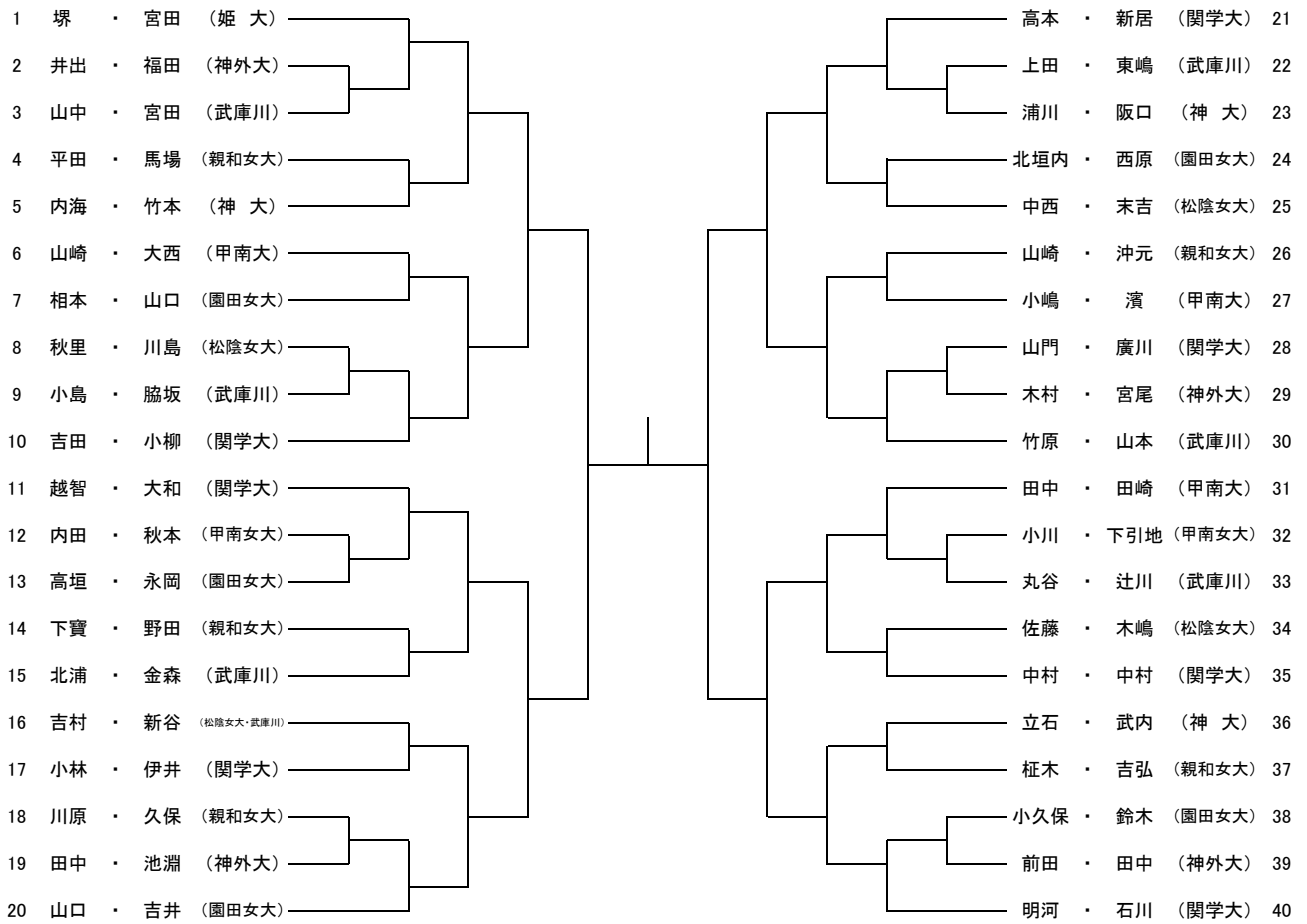 1 堺 ・ 宮田 (姫 大)
2 井出 ・ 福田 (神外大)
3 山中 ・ 宮田 (武庫川)
4 平田 ・ 馬場 (親和女大)
5 内海 ・ 竹本 (神 大)
6 山崎 ・ 大西 (甲南大)
7 相本 ・ 山口 (園田女大)
8 秋里 ・ 川島 (松陰女大)
9 小島 ・ 脇坂 (武庫川)
10 吉田 ・ 小柳 (関学大)
11 越智 ・ 大和 (関学大)
12 内田 ・ 秋本 (甲南女大)
13 高垣 ・ 永岡 (園田女大)
14 下寶 ・ 野田 (親和女大)
15 北浦 ・ 金森 (武庫川)
16 吉村 ・ 新谷 (松陰女大・武庫川)
17 小林 ・ 伊井 (関学大)
18 川原 ・ 久保 (親和女大)
19 田中 ・ 池淵 (神外大)
20 山口 ・ 吉井 (園田女大)
高本 ・ 新居 (関学大) 21
上田 ・ 東嶋 (武庫川) 22
浦川 ・ 阪口 (神 大) 23
北垣内 ・ 西原 (園田女大) 24
中西 ・ 末吉 (松陰女大) 25
山崎 ・ 沖元 (親和女大) 26
小嶋 ・ 濱 (甲南大) 27
山門 ・ 廣川 (関学大) 28
木村 ・ 宮尾 (神外大) 29
竹原 ・ 山本 (武庫川) 30
田中 ・ 田崎 (甲南大) 31
小川 ・ 下引地 (甲南女大) 32
丸谷 ・ 辻川 (武庫川) 33
佐藤 ・ 木嶋 (松陰女大) 34
中村 ・ 中村 (関学大) 35
立石 ・ 武内 (神 大) 36
柾木 ・ 吉弘 (親和女大) 37
小久保 ・ 鈴木 (園田女大) 38
前田 ・ 田中 (神外大) 39
明河 ・ 石川 (関学大) 40